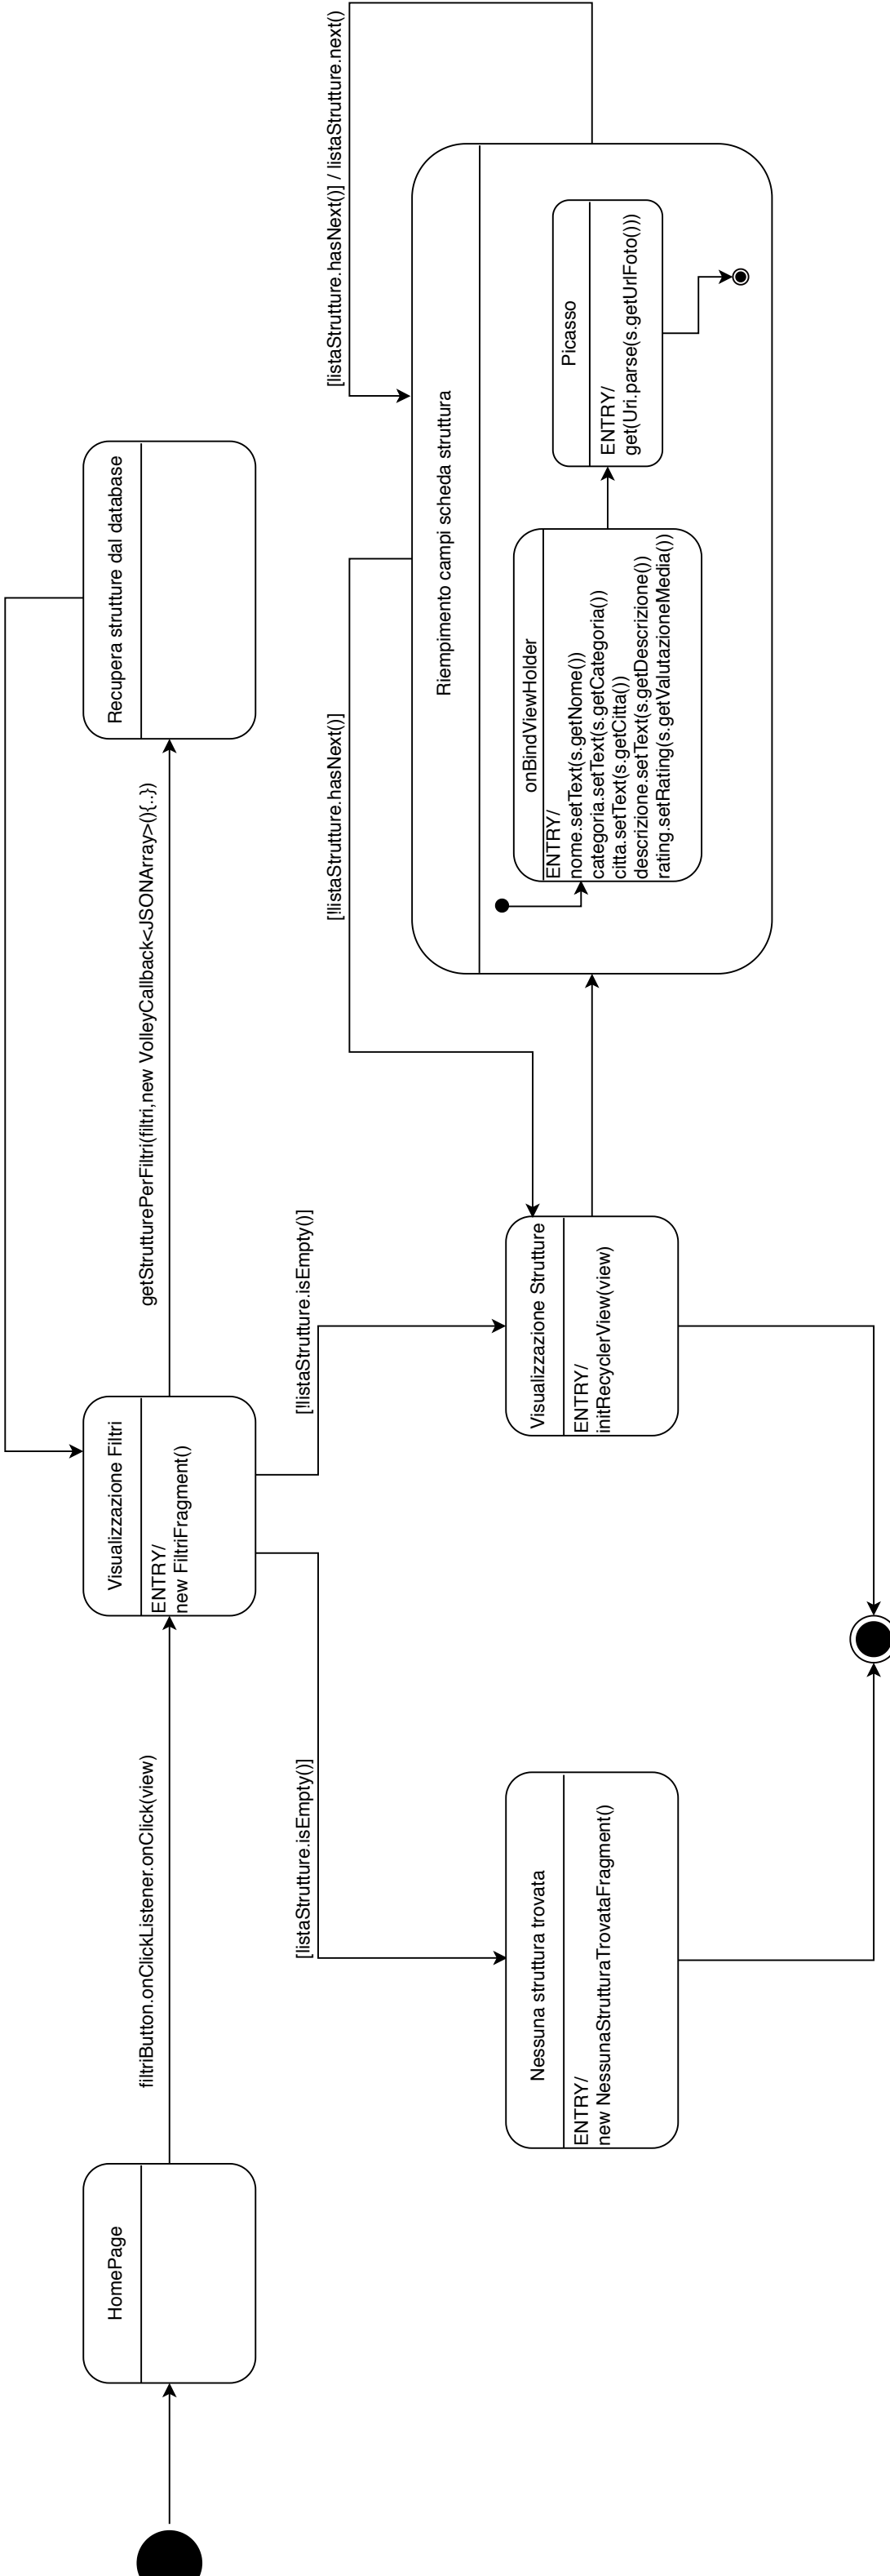 HomePage
filtriButton.onClickListener.onClick(view)
Visualizzazione Filtri
ENTRY/
new FiltriFragment()
getStrutturePerFiltri(filtri,new VolleyCallback<JSONArray>(){..})
Recupera strutture dal database
[listaStrutture.isEmpty()]
[!listaStrutture.isEmpty()]
Nessuna struttura trovata
ENTRY/
new NessunaStrutturaTrovataFragment()
Visualizzazione Strutture
ENTRY/
initRecyclerView(view)
[!listaStrutture.hasNext()]
[listaStrutture.hasNext()] / listaStrutture.next()
Riempimento campi scheda struttura
onBindViewHolder
ENTRY/
nome.setText(s.getNome())
categoria.setText(s.getCategoria())
citta.setText(s.getCitta())
descrizione.setText(s.getDescrizione())
rating.setRating(s.getValutazioneMedia())
Picasso
ENTRY/
get(Uri.parse(s.getUrlFoto()))